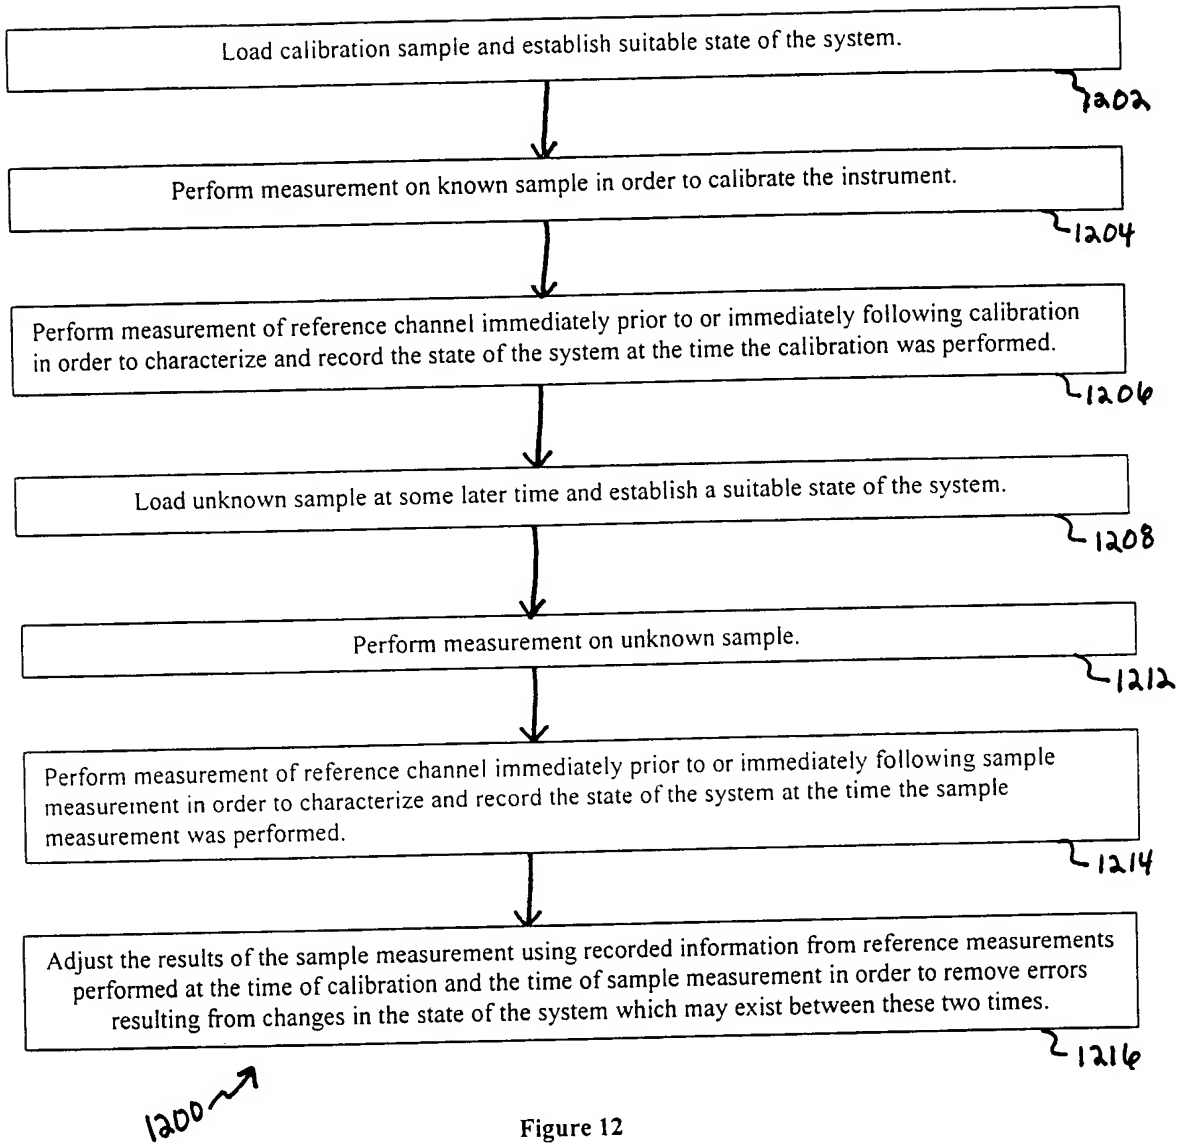 Load calibration sample and establish suitable state of the system.
1202
Perform measurement on known sample in order to calibrate the instrument.
1204
Perform measurement of reference channel immediately prior to or immediately following calibration
in order to characterize and record the state of the system at the time the calibration was performed.
1206
Load unknown sample at some later time and establish a suitable state of the system.
1208
Perform measurement on unknown sample.
1212
Perform measurement of reference channel immediately prior to or immediately following sample
measurement in order to characterize and record the state of the system at the time the sample
measurement was performed.
1214
Adjust the results of the sample measurement using recorded information from reference measurements
performed at the time of calibration and the time of sample measurement in order to remove errors
resulting from changes in the state of the system which may exist between these two times.
1216
1200
Figure 12